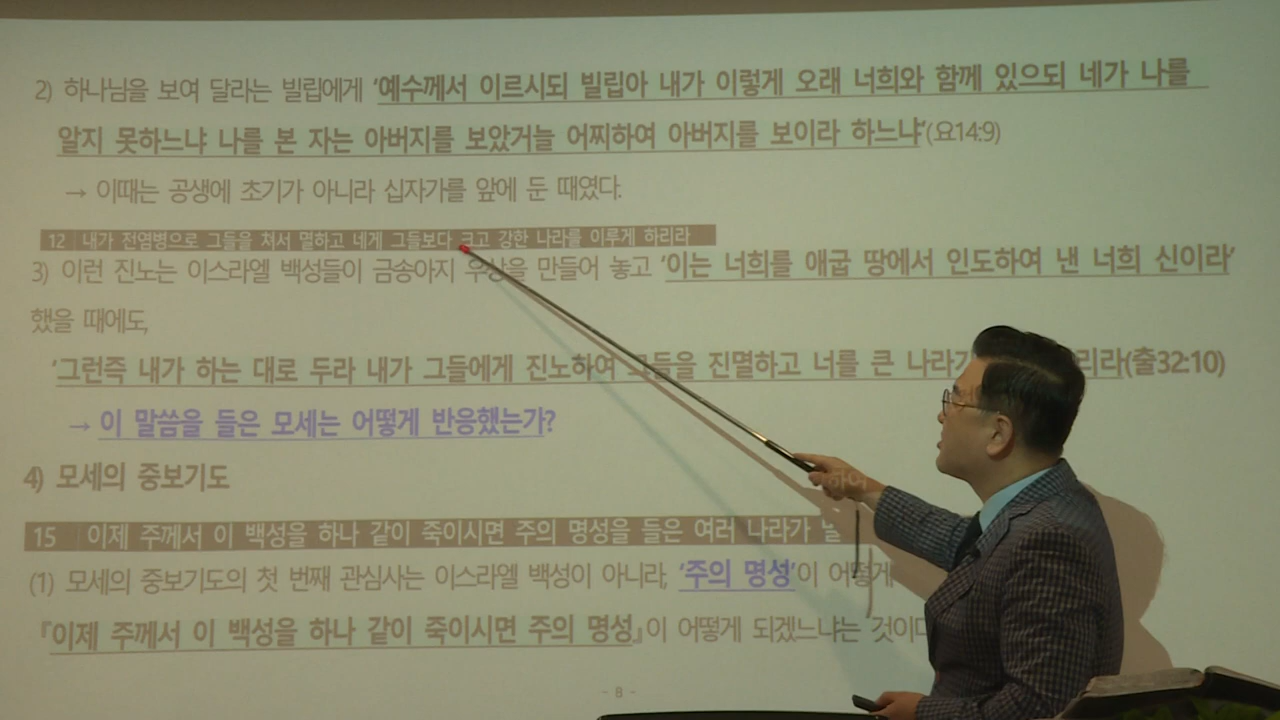 2) 하나님을 보여 달라는 빌립에게 '예수께서 이르시되 빌립아 내가 이렇게 오래 너희와 함께 있으되 네가 나를
알지 못하느냐 나를 본 자는 아버지를 보았거늘 어찌하여 아버지를 보이라 하느냐'(요14:9)
→ 이때는 공생애 초기가 아니라 십자가를 앞에 둔 때였다.
12 내가 전염병으로 그들을 쳐서 멸하고 네게 그들보다 크고 강한 나라를 이루게 하리라
3) 이런 진노는 이스라엘 백성들이 금송아지 우상을 만들어 놓고 '이는 너희를 애굽 땅에서 인도하여 낸 너희 신이라'
했을 때에도,
'그런즉 내가 하는 대로 두라 내가 그들에게 진노하여 그들을 진멸하고 너를 큰 나라가 리라(출32:10)
→ 이 말씀을 들은 모세는 어떻게 반응했는가?
4) 모세의 중보기도
15 이제 주께서 이 백성을 하나 같이 죽이시면 주의 명성을 들은 여러 나라가 하여
(1) 모세의 중보기도의 첫 번째 관심사는 이스라엘 백성이 아니라, '주의 명성'이 어떻게
『이제 주께서 이 백성을 하나 같이 죽이시면 주의 명성』이 어떻게 되겠느냐는 것이다
- 8 -